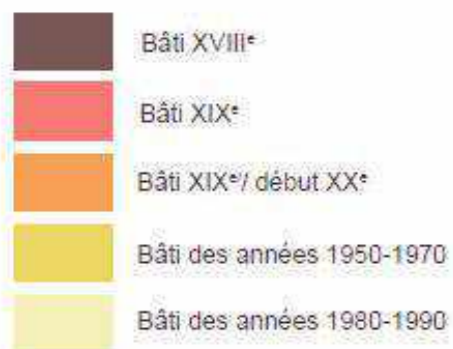 Bâti XVIIIᵉ
Bâti XIXᵉ
Bâti XIXᵉ/ début XXᵉ
Bâti des années 1950-1970
Bâti des années 1980-1990